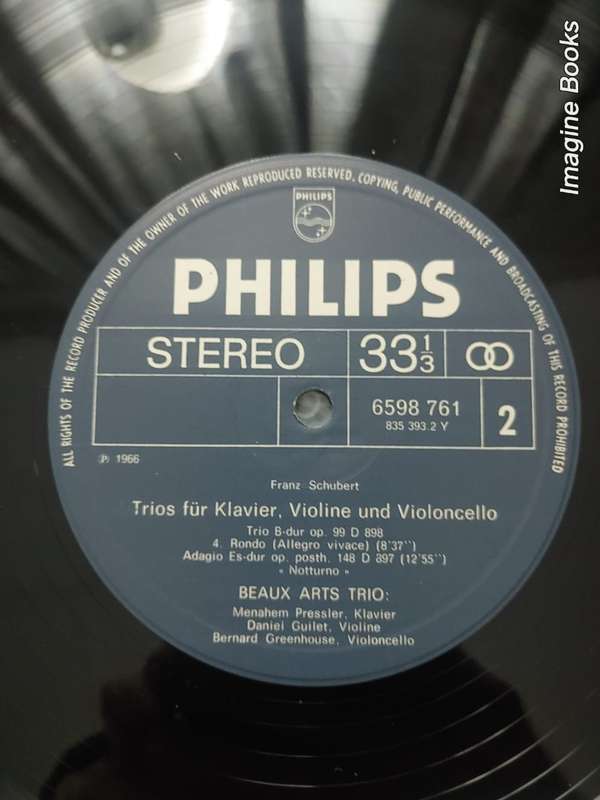 Imagine Books
ALL RIGHTS OF THE RECORD PRODUCER AND OF THE OWNER OF THE WORK REPRODUCED RESERVED. COPYING, PUBLIC PERFORMANCE AND BROADCASTING OF THIS RECORD PROHIBITED
PHILIPS
PHILIPS
STEREO 33 1/3
6598 761 2
835 393.2 Y
℗ 1966
Franz Schubert
Trios für Klavier, Violine und Violoncello
Trio B-dur op. 99 D 898
4. Rondo (Allegro vivace) (8'37'')
Adagio Es-dur op. posth. 148 D 897 (12'55'')
« Notturno »
BEAUX ARTS TRIO:
Menahem Pressler, Klavier
Daniel Guilet, Violine
Bernard Greenhouse, Violoncello